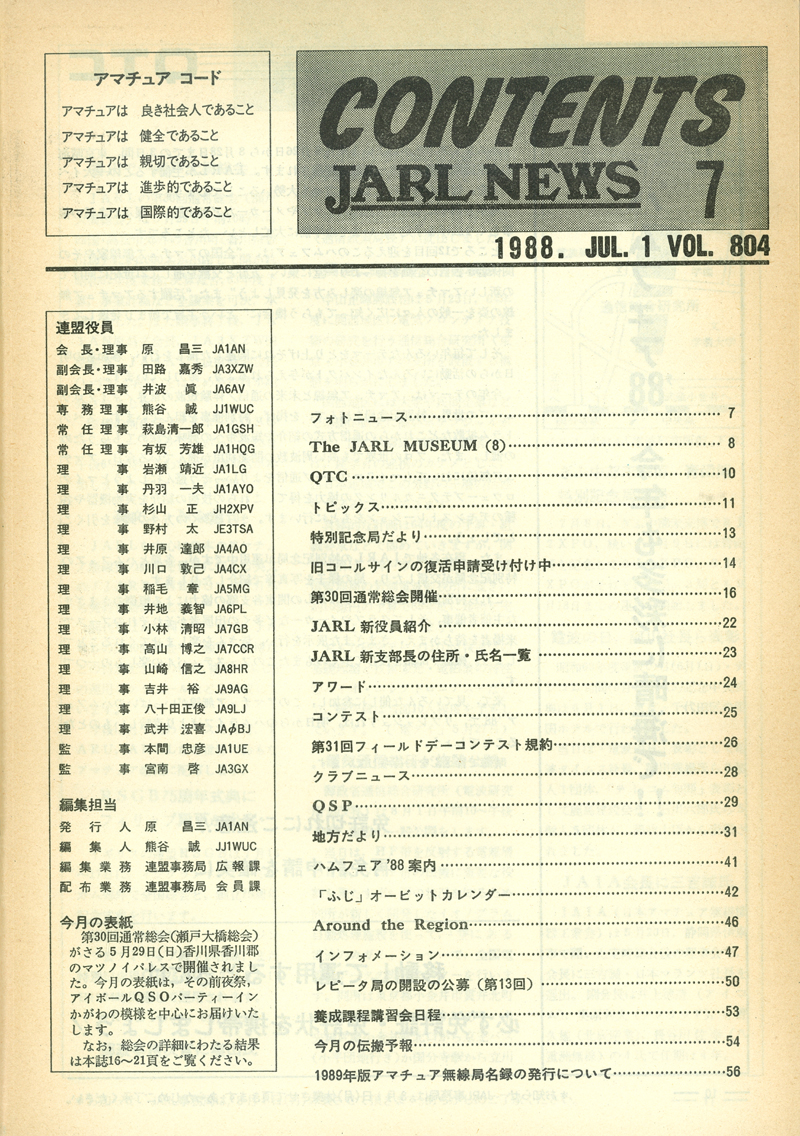 アマチュア コード
アマチュアは 良き社会人であること
アマチュアは 健全であること
アマチュアは 親切であること
アマチュアは 進歩的であること
アマチュアは 国際的であること
CONTENTS
JARL NEWS 7
1988. JUL. 1 VOL. 804
連盟役員
会長・理事 原 昌三 JA1AN
副会長・理事 田路 嘉秀 JA3XZW
副会長・理事 井波 眞 JA6AV
専務理事 熊谷 誠 JJ1WUC
常任理事 萩島清一郎 JA1GSH
常任理事 有坂 芳雄 JA1HQG
理事 岩瀬 靖近 JA1LG
理事 丹羽 一夫 JA1AYO
理事 杉山 正 JH2XPV
理事 野村 太 JE3TSA
理事 井原 達郎 JA4AO
理事 川口 敦己 JA4CX
理事 稲毛 章 JA5MG
理事 井地 義智 JA6PL
理事 小林 清昭 JA7GB
理事 高山 博之 JA7CCR
理事 山崎 信之 JA8HR
理事 吉井 裕 JA9AG
理事 八十田正俊 JA9LJ
理事 武井 浤喜 JAφBJ
監事 本間 忠彦 JA1UE
監事 宮南 啓 JA3GX
編集担当
発行人 原 昌三 JA1AN
編集人 熊谷 誠 JJ1WUC
編集業務 連盟事務局 広報課
配布業務 連盟事務局 会員課
今月の表紙
第30回通常総会(瀬戸大橋総会)
がさる5月29日(日)香川県香川郡
のマツノイパレスで開催されまし
た。今月の表紙は，その前夜祭，
アイボールQSOパーティーイン
かがわの模様を中心にお届けいた
します。
なお，総会の詳細にわたる結果
は本誌16〜21頁をご覧ください。
フォトニュース…………7
The JARL MUSEUM (8)…………8
QTC…………10
トピックス…………11
特別記念局だより…………13
旧コールサインの復活申請受け付け中…………14
第30回通常総会開催…………16
JARL 新役員紹介…………22
JARL 新支部長の住所・氏名一覧…………23
アワード…………24
コンテスト…………25
第31回フィールドデーコンテスト規約…………26
クラブニュース…………28
QSP…………29
地方だより…………31
ハムフェア'88案内…………41
「ふじ」オービットカレンダー…………42
Around the Region…………46
インフォメーション…………47
レピータ局の開設の公募(第13回)…………50
養成課程講習会日程…………53
今月の伝搬予報…………54
1989年版アマチュア無線局名録の発行について…………56